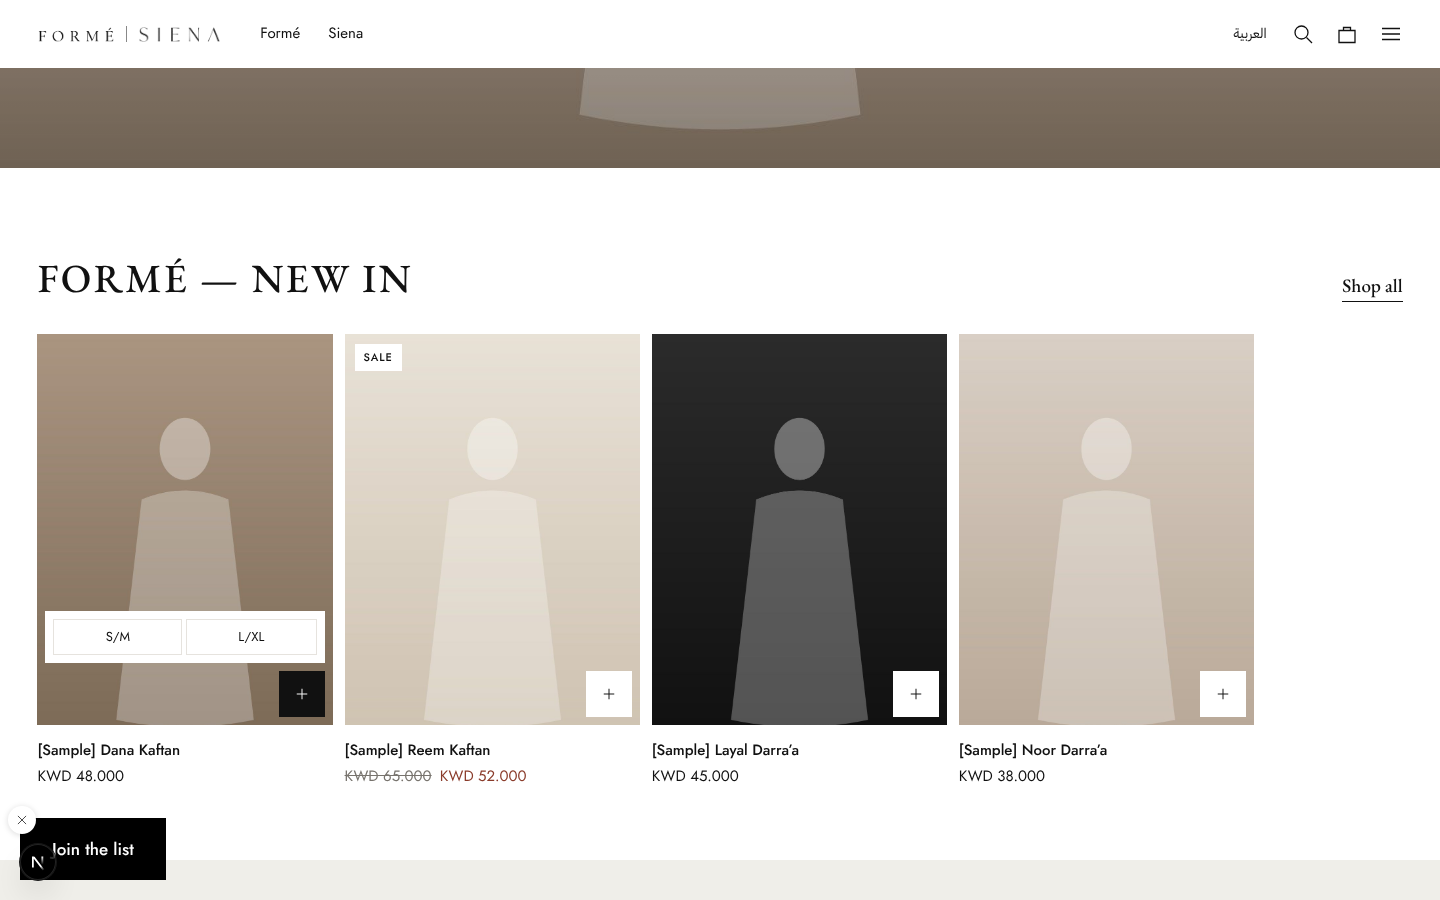 FORMÉ | SIENA
Formé
Siena
العربية
FORMÉ — NEW IN
Shop all
SALE
S/M
L/XL
[Sample] Dana Kaftan
KWD 48.000
[Sample] Reem Kaftan
KWD 65.000 KWD 52.000
[Sample] Layal Darra’a
KWD 45.000
[Sample] Noor Darra’a
KWD 38.000
Join the list
N